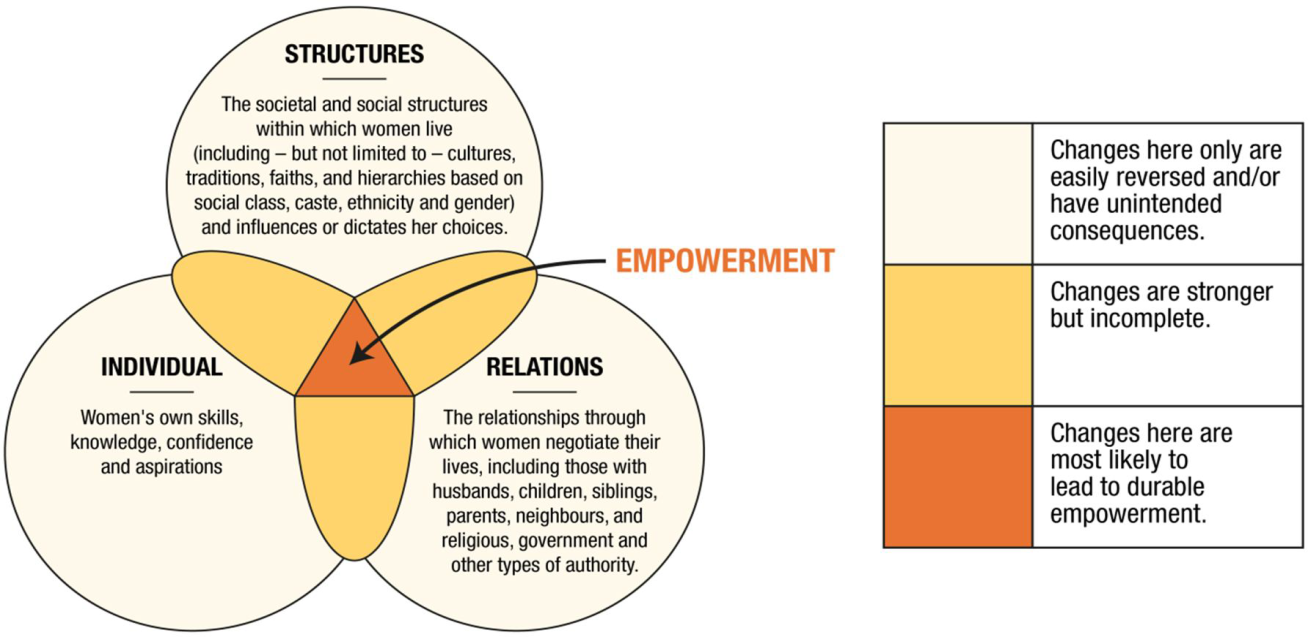 STRUCTURES
The societal and social structures
within which women live
(including – but not limited to – cultures,
traditions, faiths, and hierarchies based on
social class, caste, ethnicity and gender)
and influences or dictates her choices.
EMPOWERMENT
INDIVIDUAL
Women's own skills,
knowledge, confidence
and aspirations
RELATIONS
The relationships through
which women negotiate their
lives, including those with
husbands, children, siblings,
parents, neighbours, and
religious, government and
other types of authority.
Changes here only are
easily reversed and/or
have unintended
consequences.
Changes are stronger
but incomplete.
Changes here are
most likely to
lead to durable
empowerment.